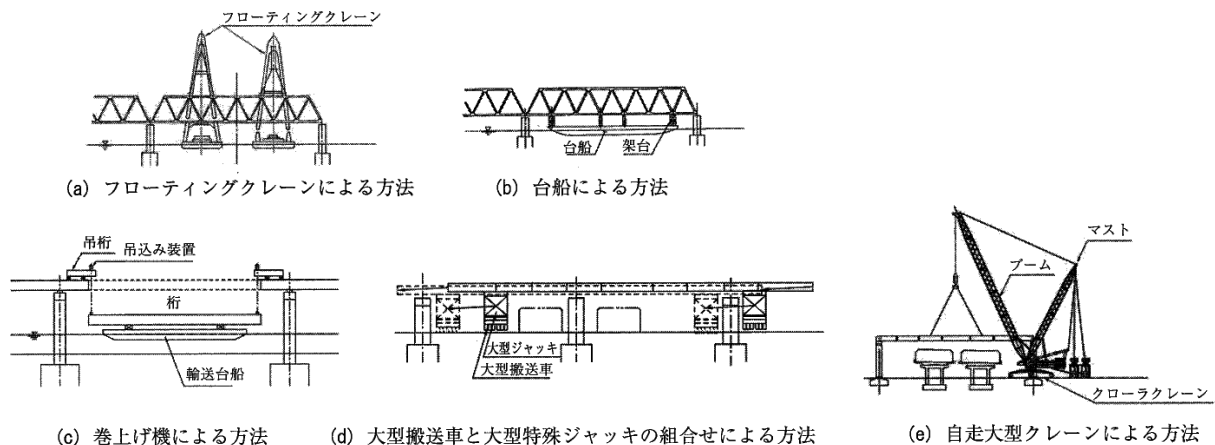 フローティングクレーン
(a) フローティングクレーンによる方法
台船
架台
(b) 台船による方法
吊桁
吊込み装置
桁
輸送台船
(c) 巻上げ機による方法
大型ジャッキ
大型搬送車
(d) 大型搬送車と大型特殊ジャッキの組合せによる方法
マスト
ブーム
クローラクレーン
(e) 自走大型クレーンによる方法